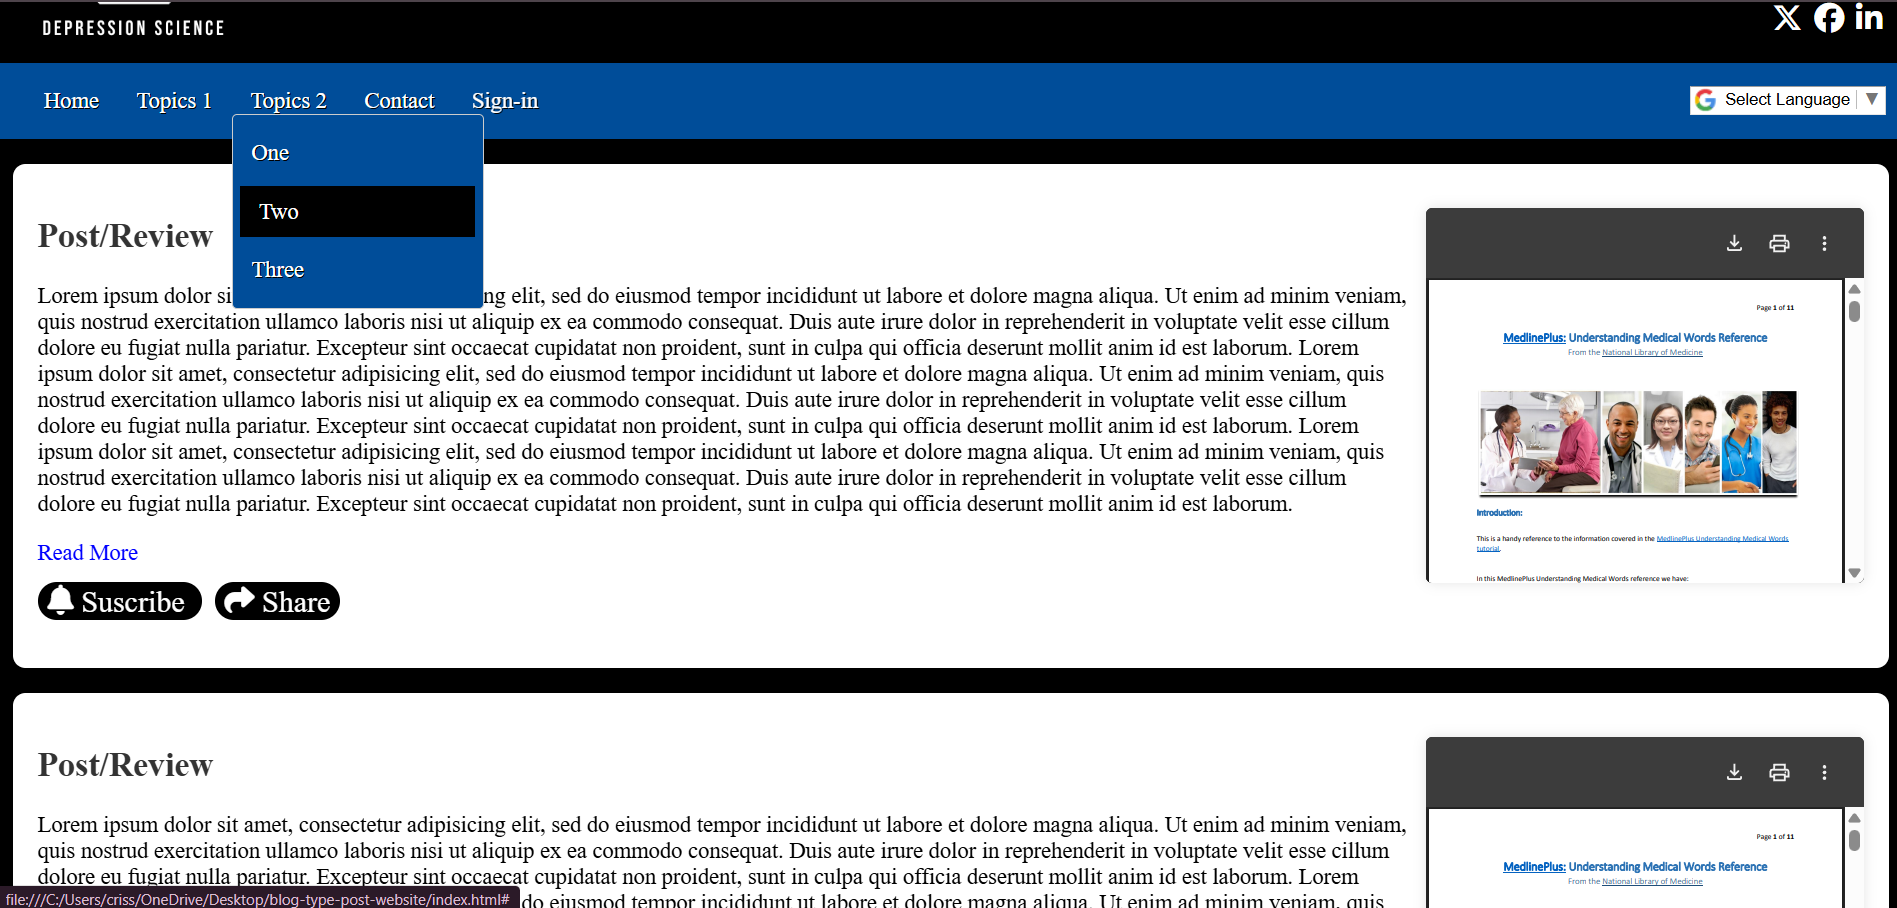 DEPRESSION SCIENCE
Home Topics 1 Topics 2 Contact Sign-in
Select Language ▼
One
Two
Three
Post/Review
Lorem ipsum dolor si
ng elit, sed do eiusmod tempor incididunt ut labore et dolore magna aliqua. Ut enim ad minim veniam,
quis nostrud exercitation ullamco laboris nisi ut aliquip ex ea commodo consequat. Duis aute irure dolor in reprehenderit in voluptate velit esse cillum
dolore eu fugiat nulla pariatur. Excepteur sint occaecat cupidatat non proident, sunt in culpa qui officia deserunt mollit anim id est laborum. Lorem
ipsum dolor sit amet, consectetur adipisicing elit, sed do eiusmod tempor incididunt ut labore et dolore magna aliqua. Ut enim ad minim veniam, quis
nostrud exercitation ullamco laboris nisi ut aliquip ex ea commodo consequat. Duis aute irure dolor in reprehenderit in voluptate velit esse cillum
dolore eu fugiat nulla pariatur. Excepteur sint occaecat cupidatat non proident, sunt in culpa qui officia deserunt mollit anim id est laborum. Lorem
ipsum dolor sit amet, consectetur adipisicing elit, sed do eiusmod tempor incididunt ut labore et dolore magna aliqua. Ut enim ad minim veniam, quis
nostrud exercitation ullamco laboris nisi ut aliquip ex ea commodo consequat. Duis aute irure dolor in reprehenderit in voluptate velit esse cillum
dolore eu fugiat nulla pariatur. Excepteur sint occaecat cupidatat non proident, sunt in culpa qui officia deserunt mollit anim id est laborum.
Read More
Suscribe Share
Page 1 of 11
MedlinePlus: Understanding Medical Words Reference
From the National Library of Medicine
Introduction:
This is a handy reference to the information covered in the MedlinePlus Understanding Medical Words
tutorial.
In this MedlinePlus Understanding Medical Words reference we have:
Post/Review
Lorem ipsum dolor sit amet, consectetur adipisicing elit, sed do eiusmod tempor incididunt ut labore et dolore magna aliqua. Ut enim ad minim veniam,
quis nostrud exercitation ullamco laboris nisi ut aliquip ex ea commodo consequat. Duis aute irure dolor in reprehenderit in voluptate velit esse cillum
dolore eu fugiat nulla pariatur. Excepteur sint occaecat cupidatat non proident, sunt in culpa qui officia deserunt mollit anim id est laborum. Lorem
do eiusmod tempor incididunt ut labore et dolore magna aliqua. Ut enim ad minim veniam, quis
Page 1 of 11
MedlinePlus: Understanding Medical Words Reference
From the National Library of Medicine
file:///C:/Users/criss/OneDrive/Desktop/blog-type-post-website/index.html#